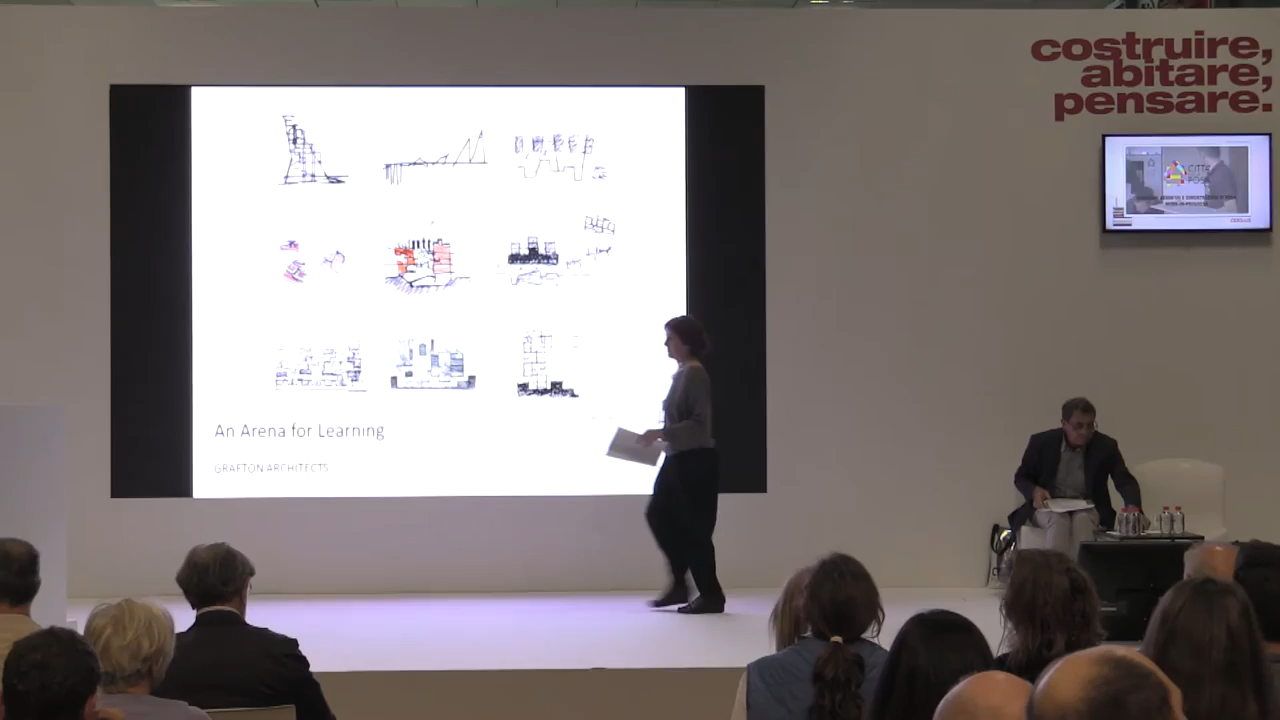 costruire,
abitare,
pensare.
An Arena for Learning
GRAFTON ARCHITECTS